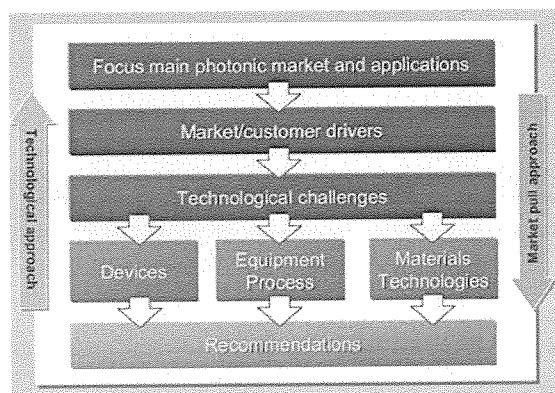 Focus main photonic market and applications
Market/customer drivers
Technological challenges
Devices
Equipment
Process
Materials
Technologies
Recommendations
Technological approach
Market pull approach